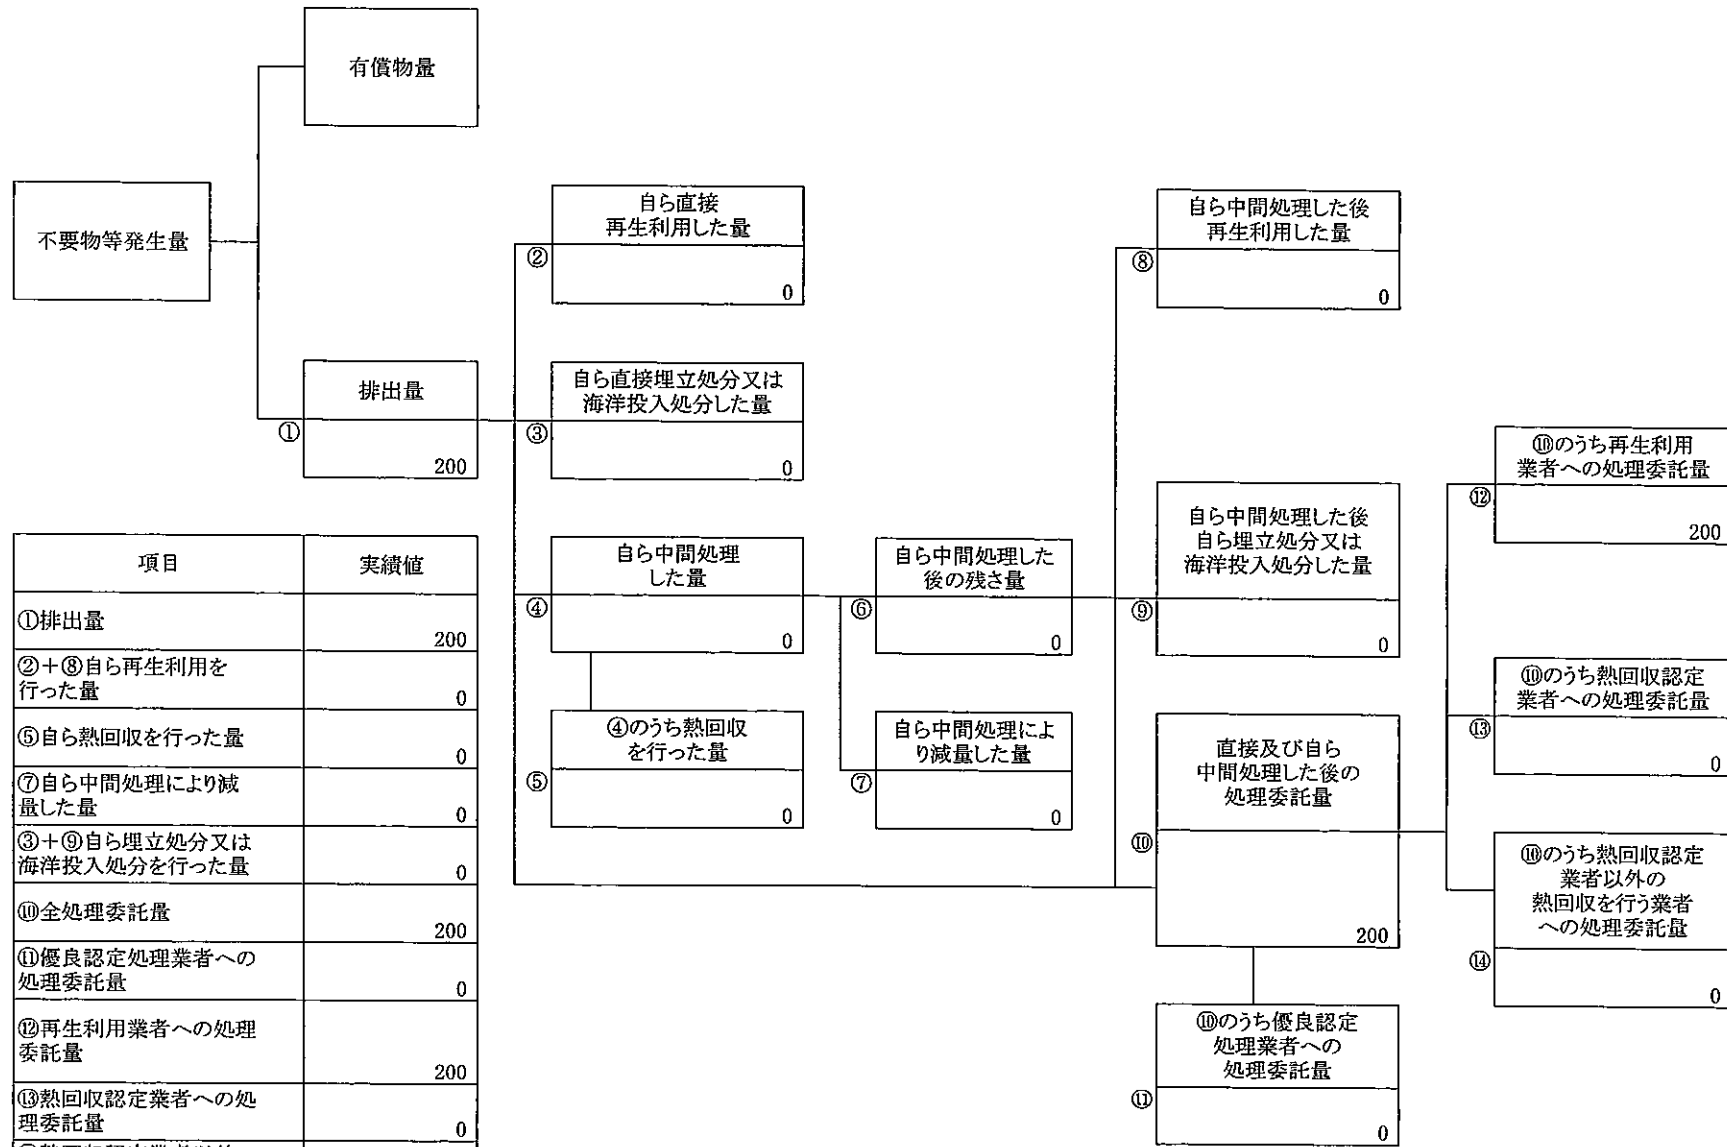 有償物量
不要物等発生量
自ら直接
再生利用した量
②
0
自ら中間処理した後
再生利用した量
⑧
0
排出量
①
200
自ら直接埋立処分又は
海洋投入処分した量
③
0
⑩のうち再生利用
業者への処理委託量
⑫
200
自ら中間処理
した量
④
0
自ら中間処理した
後の残さ量
⑥
0
自ら中間処理した後
自ら埋立処分又は
海洋投入処分した量
⑨
0
⑩のうち熱回収認定
業者への処理委託量
⑬
0
④のうち熱回収
を行った量
⑤
0
自ら中間処理によ
り減量した量
⑦
0
直接及び自ら
中間処理した後の
処理委託量
⑩
200
⑩のうち熱回収認定
業者以外の
熱回収を行う業者
への処理委託量
⑭
0
⑩のうち優良認定
処理業者への
処理委託量
⑪
0
項目 実績値
①排出量
200
②+⑧自ら再生利用を
行った量
0
⑤自ら熱回収を行った量
0
⑦自ら中間処理により減
量した量
0
③+⑨自ら埋立処分又は
海洋投入処分を行った量
0
⑩全処理委託量
200
⑪優良認定処理業者への
処理委託量
0
⑫再生利用業者への処理
委託量
200
⑬熱回収認定業者への処
理委託量
0